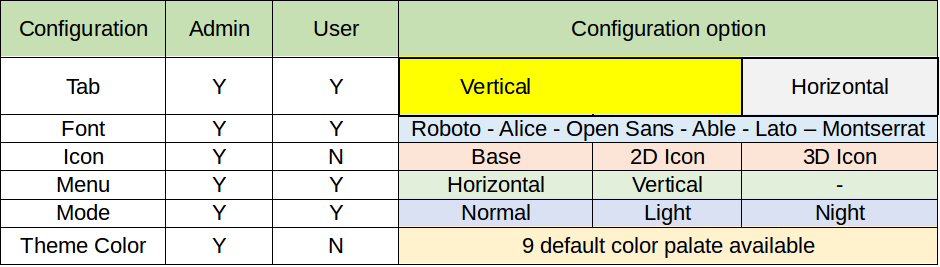 Configuration Admin User Configuration option
Tab Y Y Vertical Horizontal
Font Y Y Roboto - Alice - Open Sans - Able - Lato – Montserrat
Icon Y N Base 2D Icon 3D Icon
Menu Y Y Horizontal Vertical -
Mode Y Y Normal Light Night
Theme Color Y N 9 default color palate available